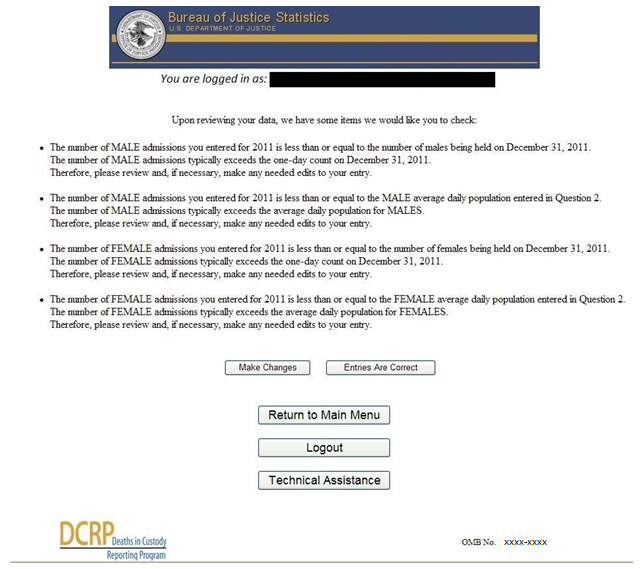 Bureau of Justice Statistics
U.S. DEPARTMENT OF JUSTICE
You are logged in as:
Upon reviewing your data, we have some items we would like you to check:
• The number of MALE admissions you entered for 2011 is less than or equal to the number of males being held on December 31, 2011.
The number of MALE admissions typically exceeds the one-day count on December 31, 2011.
Therefore, please review and, if necessary, make any needed edits to your entry.
• The number of MALE admissions you entered for 2011 is less than or equal to the MALE average daily population entered in Question 2.
The number of MALE admissions typically exceeds the average daily population for MALES.
Therefore, please review and, if necessary, make any needed edits to your entry.
• The number of FEMALE admissions you entered for 2011 is less than or equal to the number of females being held on December 31, 2011.
The number of FEMALE admissions typically exceeds the one-day count on December 31, 2011.
Therefore, please review and, if necessary, make any needed edits to your entry.
• The number of FEMALE admissions you entered for 2011 is less than or equal to the FEMALE average daily population entered in Question 2.
The number of FEMALE admissions typically exceeds the average daily population for FEMALES.
Therefore, please review and, if necessary, make any needed edits to your entry.
Make Changes Entries Are Correct
Return to Main Menu
Logout
Technical Assistance
DCRP Deaths in Custody
Reporting Program
OMB No. xxxx-xxxx